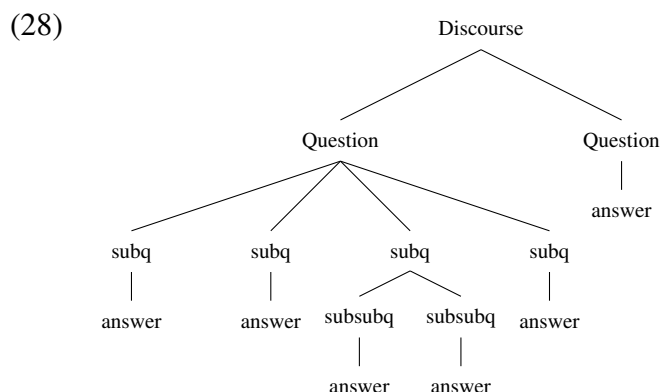 (28)
Discourse
Question Question
answer
subq subq subq subq
answer answer subsubq subsubq answer
answer answer